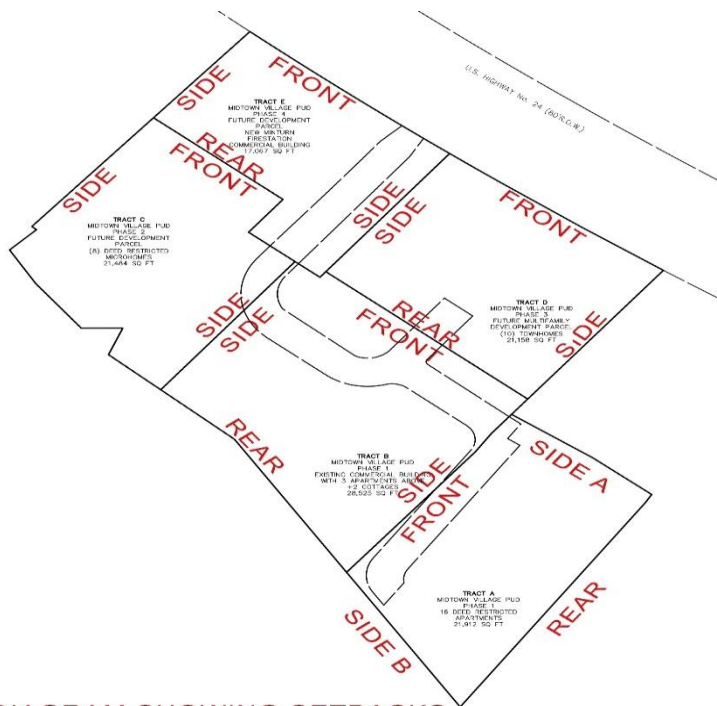 U.S. HIGHWAY No. 24 (80'R.O.W.)
FRONT
SIDE
TRACT E
MIDTOWN VILLAGE PUD
PHASE 4
FUTURE DEVELOPMENT
PARCEL
NEW MINTURN
FIRESTATION
COMMERCIAL BUILDING
17,067 SQ FT
REAR
FRONT
SIDE
SIDE
SIDE
FRONT
TRACT C
MIDTOWN VILLAGE PUD
PHASE 2
FUTURE DEVELOPMENT
PARCEL
(8) DEED RESTRICTED
MICROHOMES
21,484 SQ FT
TRACT D
MIDTOWN VILLAGE PUD
PHASE 3
FUTURE MULTIFAMILY
DEVELOPMENT PARCEL
(10) TOWNHOMES
21,158 SQ FT
SIDE
SIDE
SIDE
REAR
FRONT
REAR
TRACT B
MIDTOWN VILLAGE PUD
PHASE 1
EXISTING COMMERCIAL BUILDING
WITH 3 APARTMENTS ABOVE
+2 COTTAGES
28,525 SQ FT
SIDE
FRONT
SIDE A
TRACT A
MIDTOWN VILLAGE PUD
PHASE 1
16 DEED RESTRICTED
APARTMENTS
21,912 SQ FT
REAR
SIDE B